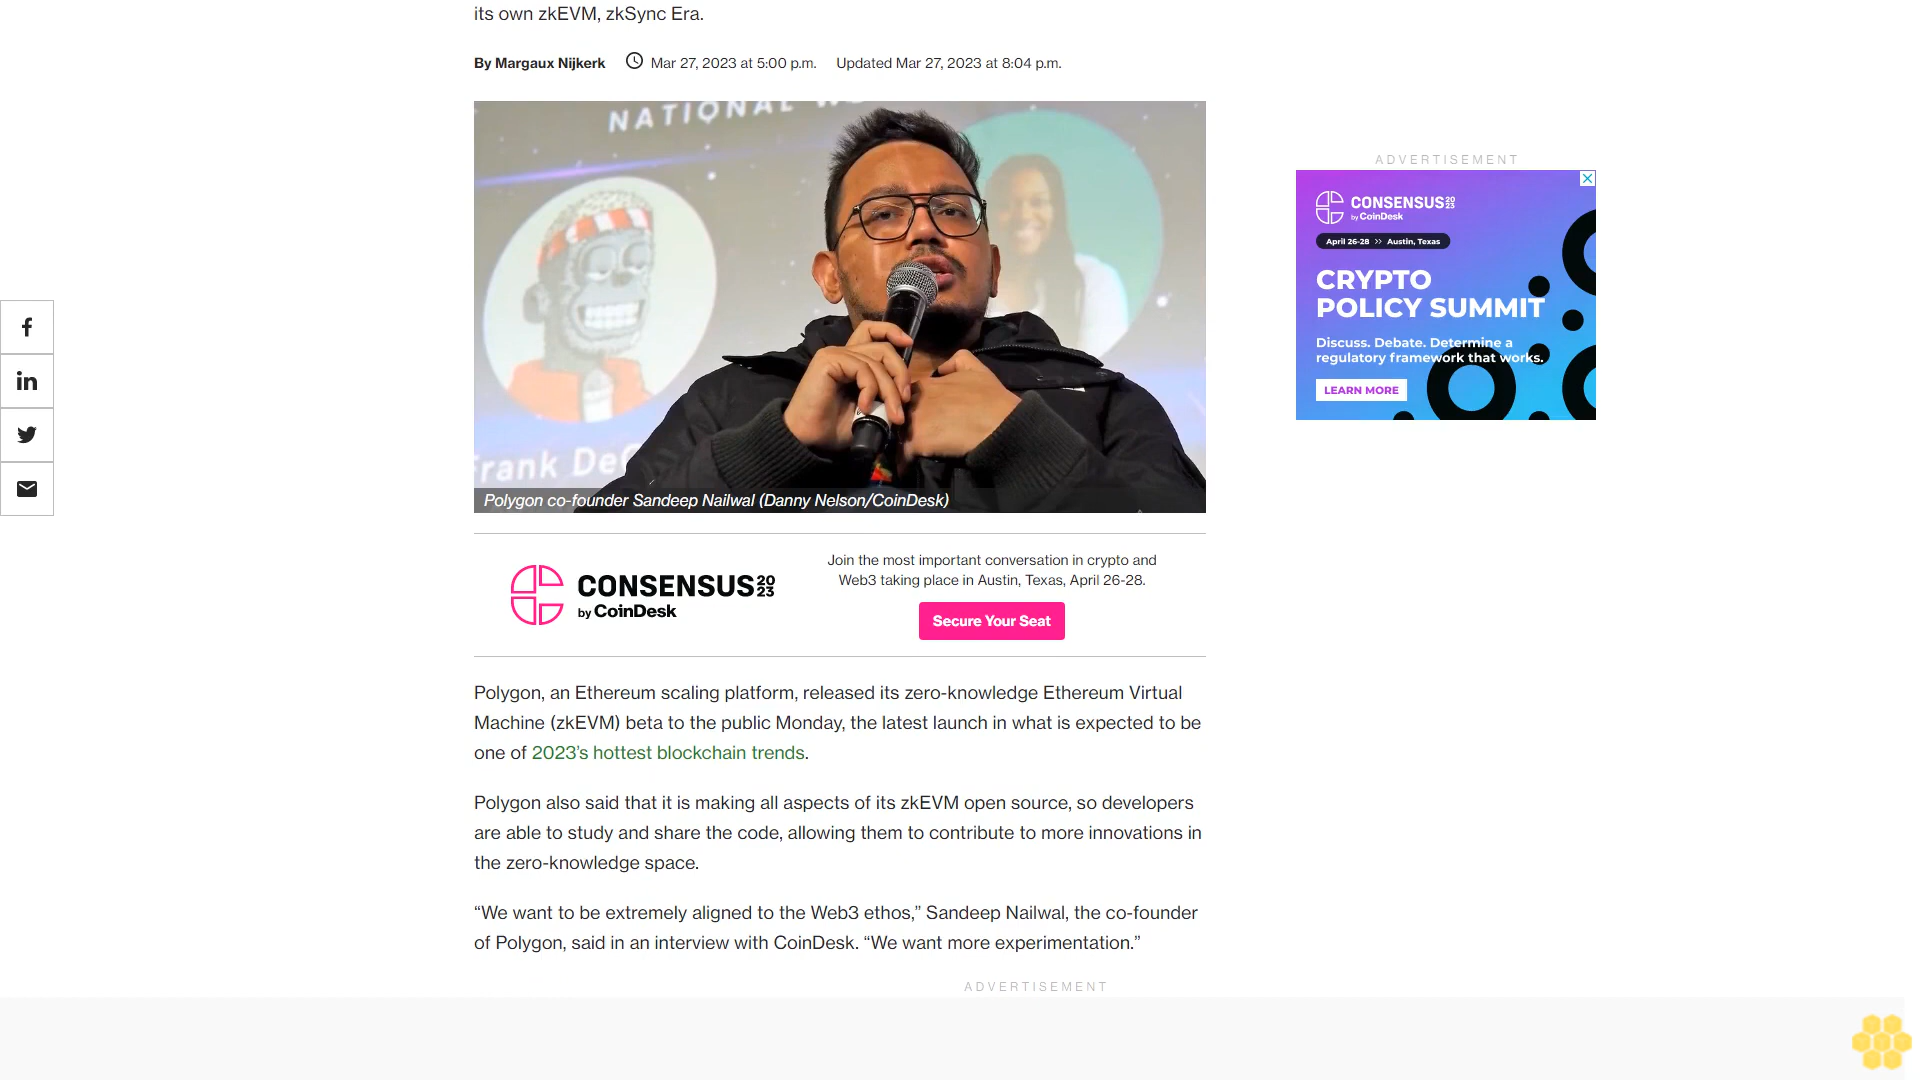 its own zkEVM, zkSync Era.
By Margaux Nijkerk Mar 27, 2023 at 5:00 p.m. Updated Mar 27, 2023 at 8:04 p.m.
NATIONAL
Frank De
Polygon co-founder Sandeep Nailwal (Danny Nelson/CoinDesk)
ADVERTISEMENT
CONSENSUS 2023
by CoinDesk
April 26-28 >> Austin, Texas
CRYPTO
POLICY SUMMIT
Discuss. Debate. Determine a
regulatory framework that works.
LEARN MORE
CONSENSUS 2023
by CoinDesk
Join the most important conversation in crypto and
Web3 taking place in Austin, Texas, April 26-28.
Secure Your Seat
Polygon, an Ethereum scaling platform, released its zero-knowledge Ethereum Virtual
Machine (zkEVM) beta to the public Monday, the latest launch in what is expected to be
one of 2023’s hottest blockchain trends.
Polygon also said that it is making all aspects of its zkEVM open source, so developers
are able to study and share the code, allowing them to contribute to more innovations in
the zero-knowledge space.
“We want to be extremely aligned to the Web3 ethos,” Sandeep Nailwal, the co-founder
of Polygon, said in an interview with CoinDesk. “We want more experimentation.”
ADVERTISEMENT